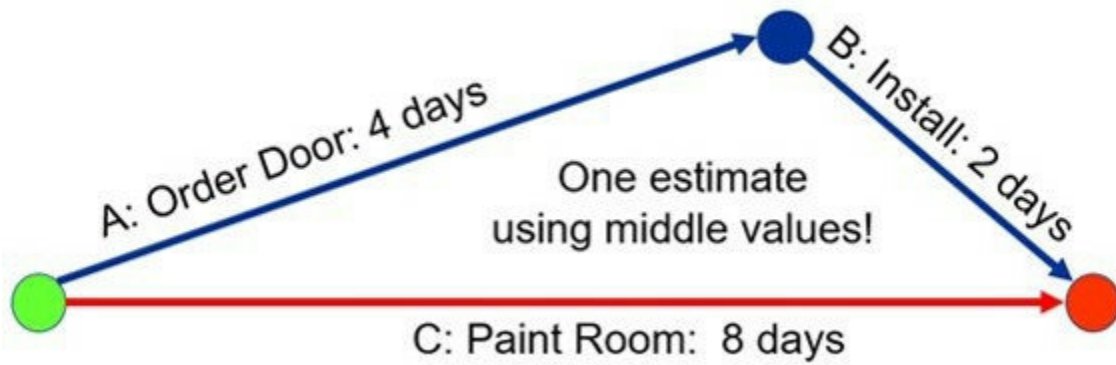 A: Order Door: 4 days
B: Install: 2 days
One estimate
using middle values!
C: Paint Room: 8 days